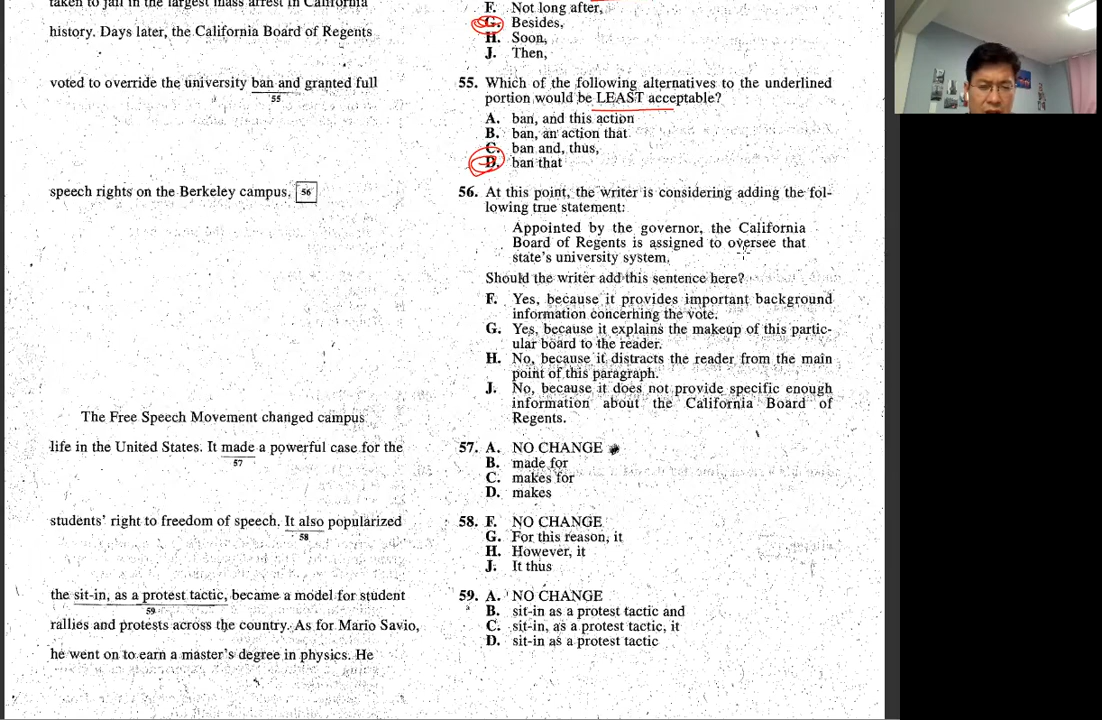 taken to jail in the largest mass arrest in California
history. Days later, the California Board of Regents
voted to override the university ban and granted full
55
speech rights on the Berkeley campus. 56
The Free Speech Movement changed campus
life in the United States. It made a powerful case for the
57
students' right to freedom of speech. It also popularized
58
the sit-in, as a protest tactic, became a model for student
59
rallies and protests across the country. As for Mario Savio,
he went on to earn a master's degree in physics. He
F. Not long after,
G. Besides,
H. Soon,
J. Then,
55. Which of the following alternatives to the underlined
portion would be LEAST acceptable?
A. ban, and this action
B. ban, an action that
C. ban and, thus,
D. ban that
56. At this point, the writer is considering adding the fol-
lowing true statement:
Appointed by the governor, the California
Board of Regents is assigned to oversee that
state's university system.
Should the writer add this sentence here?
F. Yes, because it provides important background
information concerning the vote.
G. Yes, because it explains the makeup of this partic-
ular board to the reader.
H. No, because it distracts the reader from the main
point of this paragraph.
J. No, because it does not provide specific enough
information about the California Board of
Regents.
57. A. NO CHANGE
B. made for
C. makes for
D. makes
58. F. NO CHANGE
G. For this reason, it
H. However, it
J. It thus
59. A. NO CHANGE
B. sit-in as a protest tactic and
C. sit-in, as a protest tactic, it
D. sit-in as a protest tactic